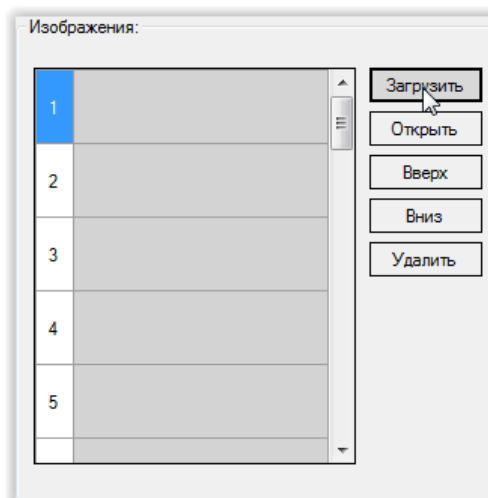 Изображения:
1
Загрузить
Открыть
2
Вверх
Вниз
3
Удалить
4
5